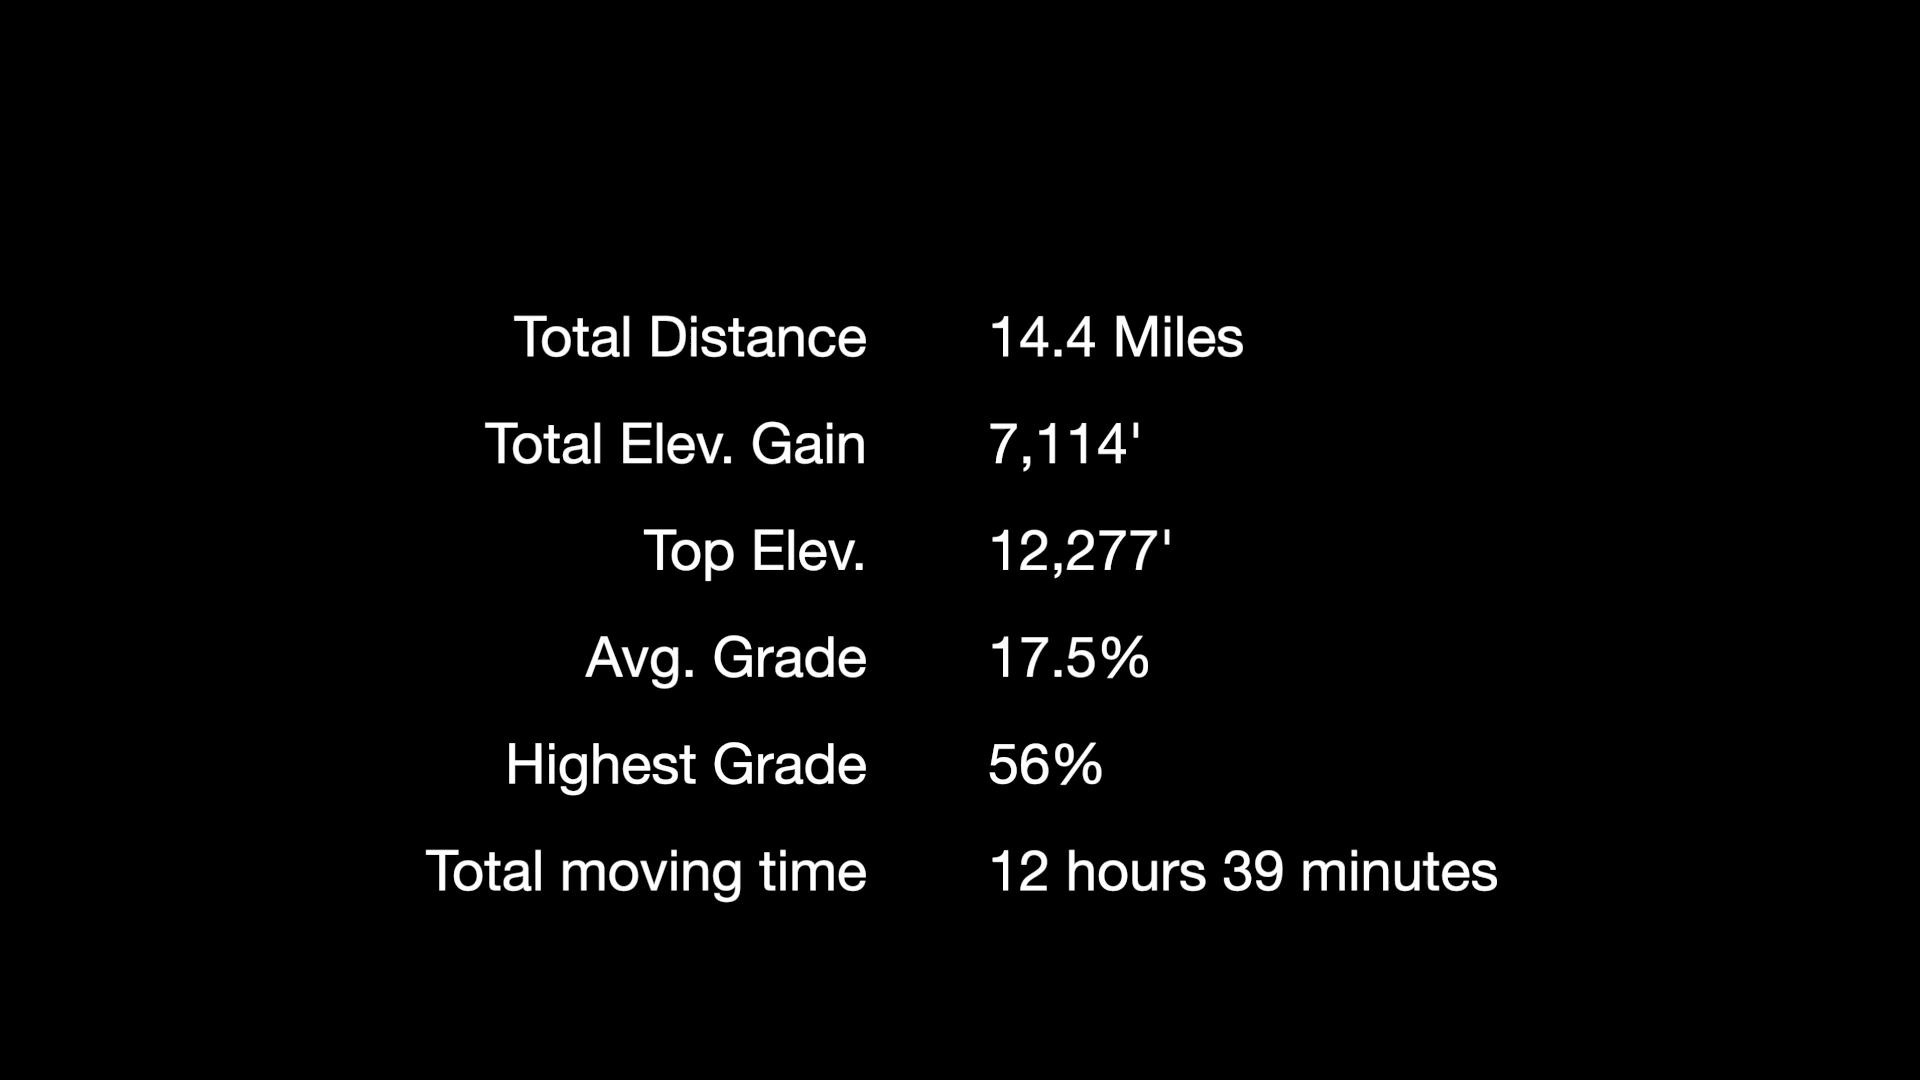 Total Distance 14.4 Miles
Total Elev. Gain 7,114'
Top Elev. 12,277'
Avg. Grade 17.5%
Highest Grade 56%
Total moving time 12 hours 39 minutes